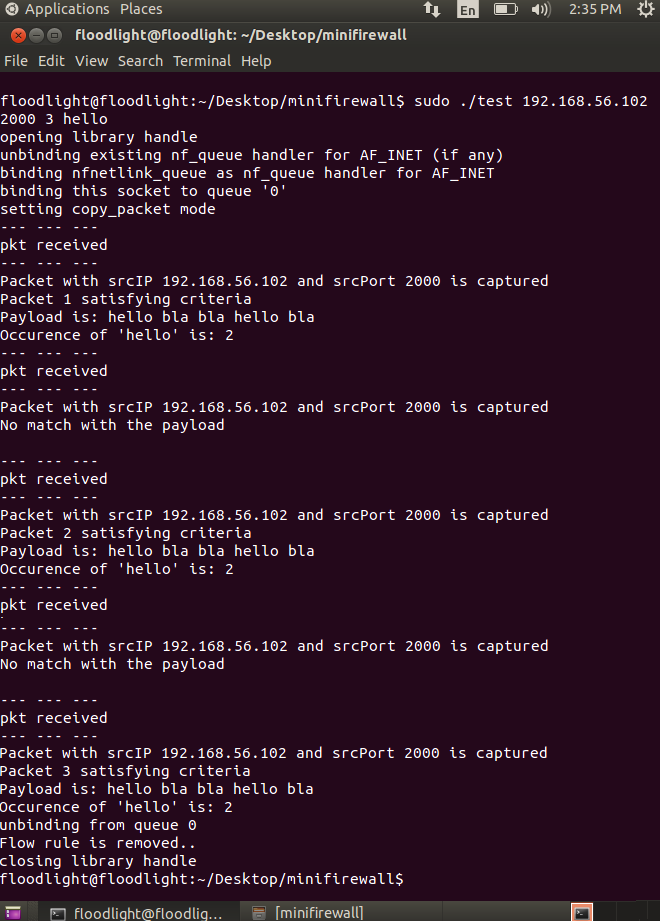 Applications Places En 2:35 PM
floodlight@floodlight: ~/Desktop/minifirewall
File Edit View Search Terminal Help
floodlight@floodlight:~/Desktop/minifirewall$ sudo ./test 192.168.56.102
2000 3 hello
opening library handle
unbinding existing nf_queue handler for AF_INET (if any)
binding nfnetlink_queue as nf_queue handler for AF_INET
binding this socket to queue '0'
setting copy_packet mode
--- --- ---
pkt received
--- --- ---
Packet with srcIP 192.168.56.102 and srcPort 2000 is captured
Packet 1 satisfying criteria
Payload is: hello bla bla hello bla
Occurence of 'hello' is: 2
--- --- ---
pkt received
--- --- ---
Packet with srcIP 192.168.56.102 and srcPort 2000 is captured
No match with the payload
--- --- ---
pkt received
--- --- ---
Packet with srcIP 192.168.56.102 and srcPort 2000 is captured
Packet 2 satisfying criteria
Payload is: hello bla bla hello bla
Occurence of 'hello' is: 2
--- --- ---
pkt received
--- --- ---
Packet with srcIP 192.168.56.102 and srcPort 2000 is captured
No match with the payload
--- --- ---
pkt received
--- --- ---
Packet with srcIP 192.168.56.102 and srcPort 2000 is captured
Packet 3 satisfying criteria
Payload is: hello bla bla hello bla
Occurence of 'hello' is: 2
unbinding from queue 0
Flow rule is removed..
closing library handle
floodlight@floodlight:~/Desktop/minifirewall$
floodlight@floodlig... [minifirewall]